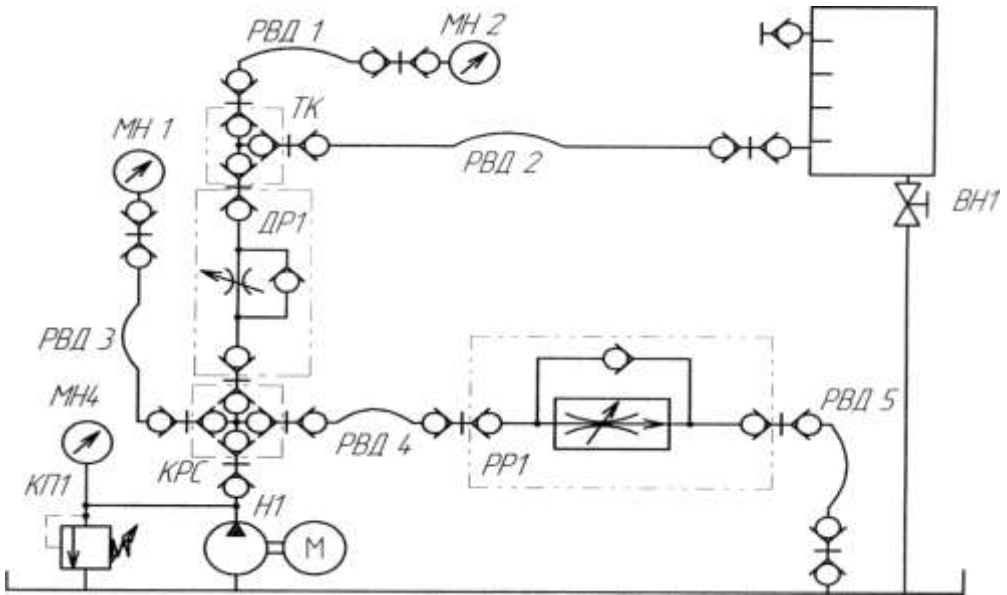 РВД 1
МН 2
ТК
МН 1
РВД 2
ВН1
ДР1
РВД 3
МН4
РВД 4
РВД 5
КРС
РР1
КП1
Н1
М